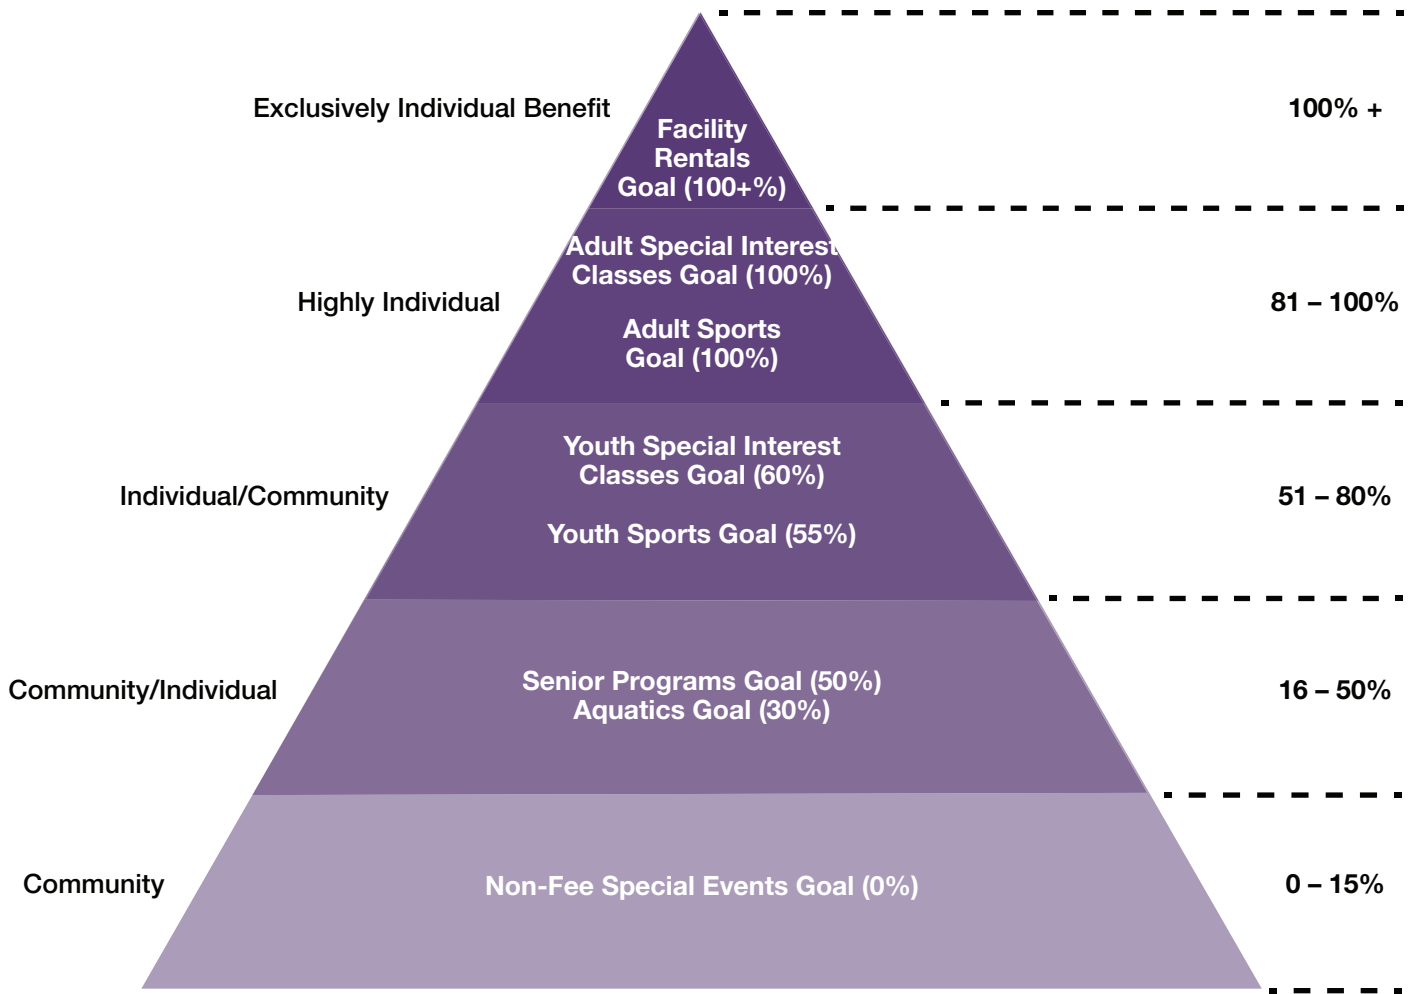 Exclusively Individual Benefit
Facility
Rentals
Goal (100+%)
100% +
Adult Special Interest
Classes Goal (100%)
Highly Individual
Adult Sports
Goal (100%)
81 – 100%
Youth Special Interest
Classes Goal (60%)
Individual/Community
Youth Sports Goal (55%)
51 – 80%
Community/Individual
Senior Programs Goal (50%)
Aquatics Goal (30%)
16 – 50%
Community
Non-Fee Special Events Goal (0%)
0 – 15%